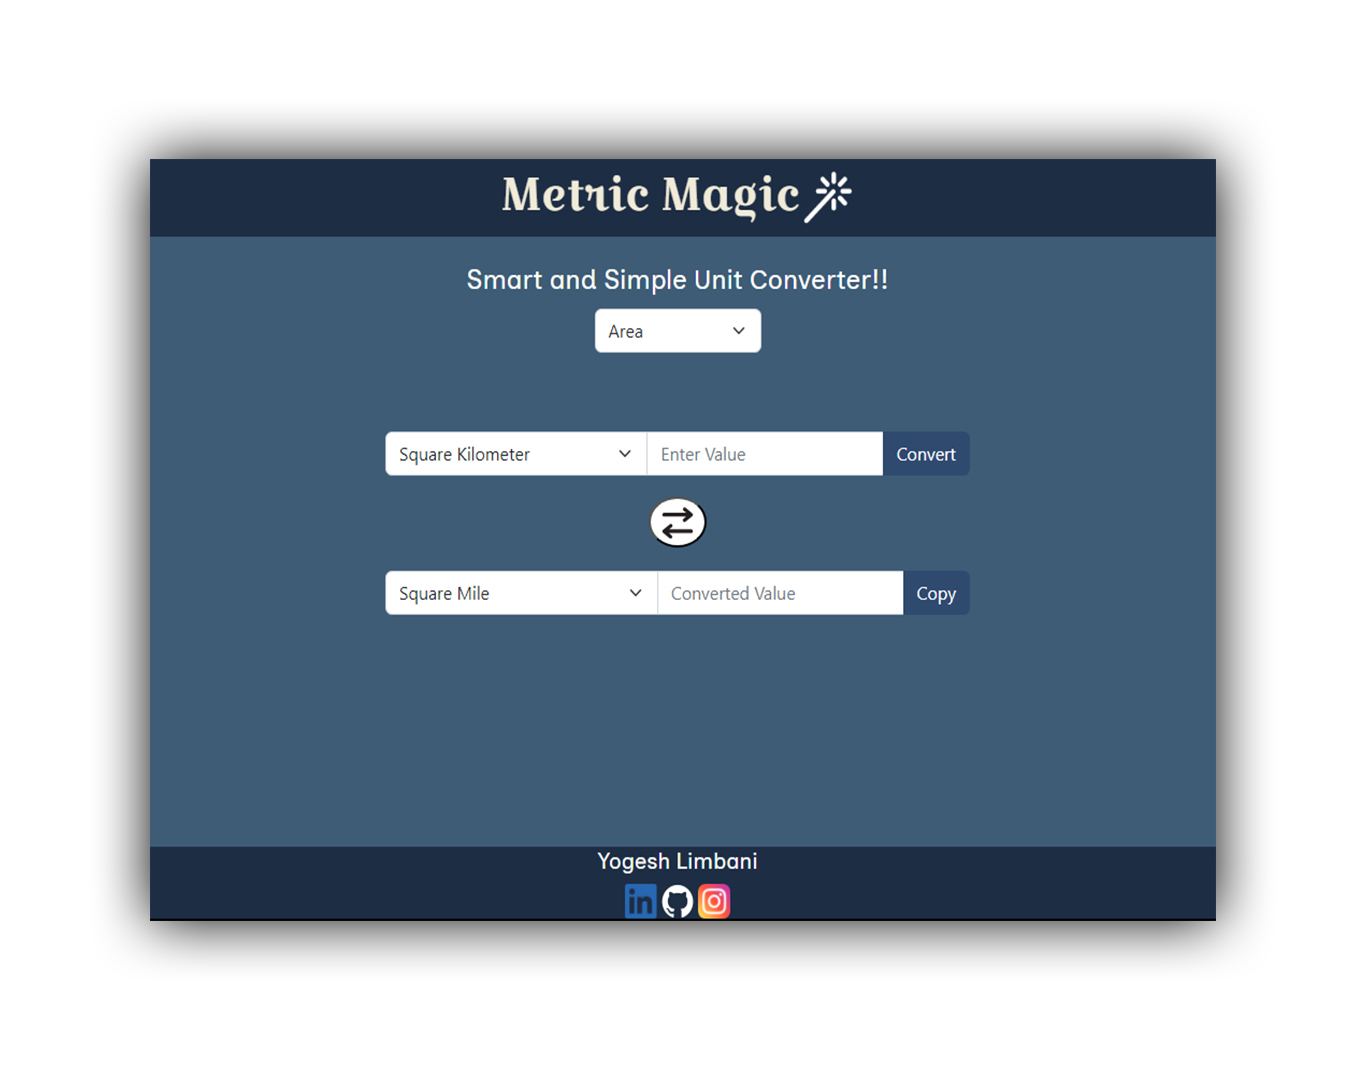 Metric Magic
Smart and Simple Unit Converter!!
Area
Square Kilometer Enter Value Convert
Square Mile Converted Value Copy
Yogesh Limbani
in